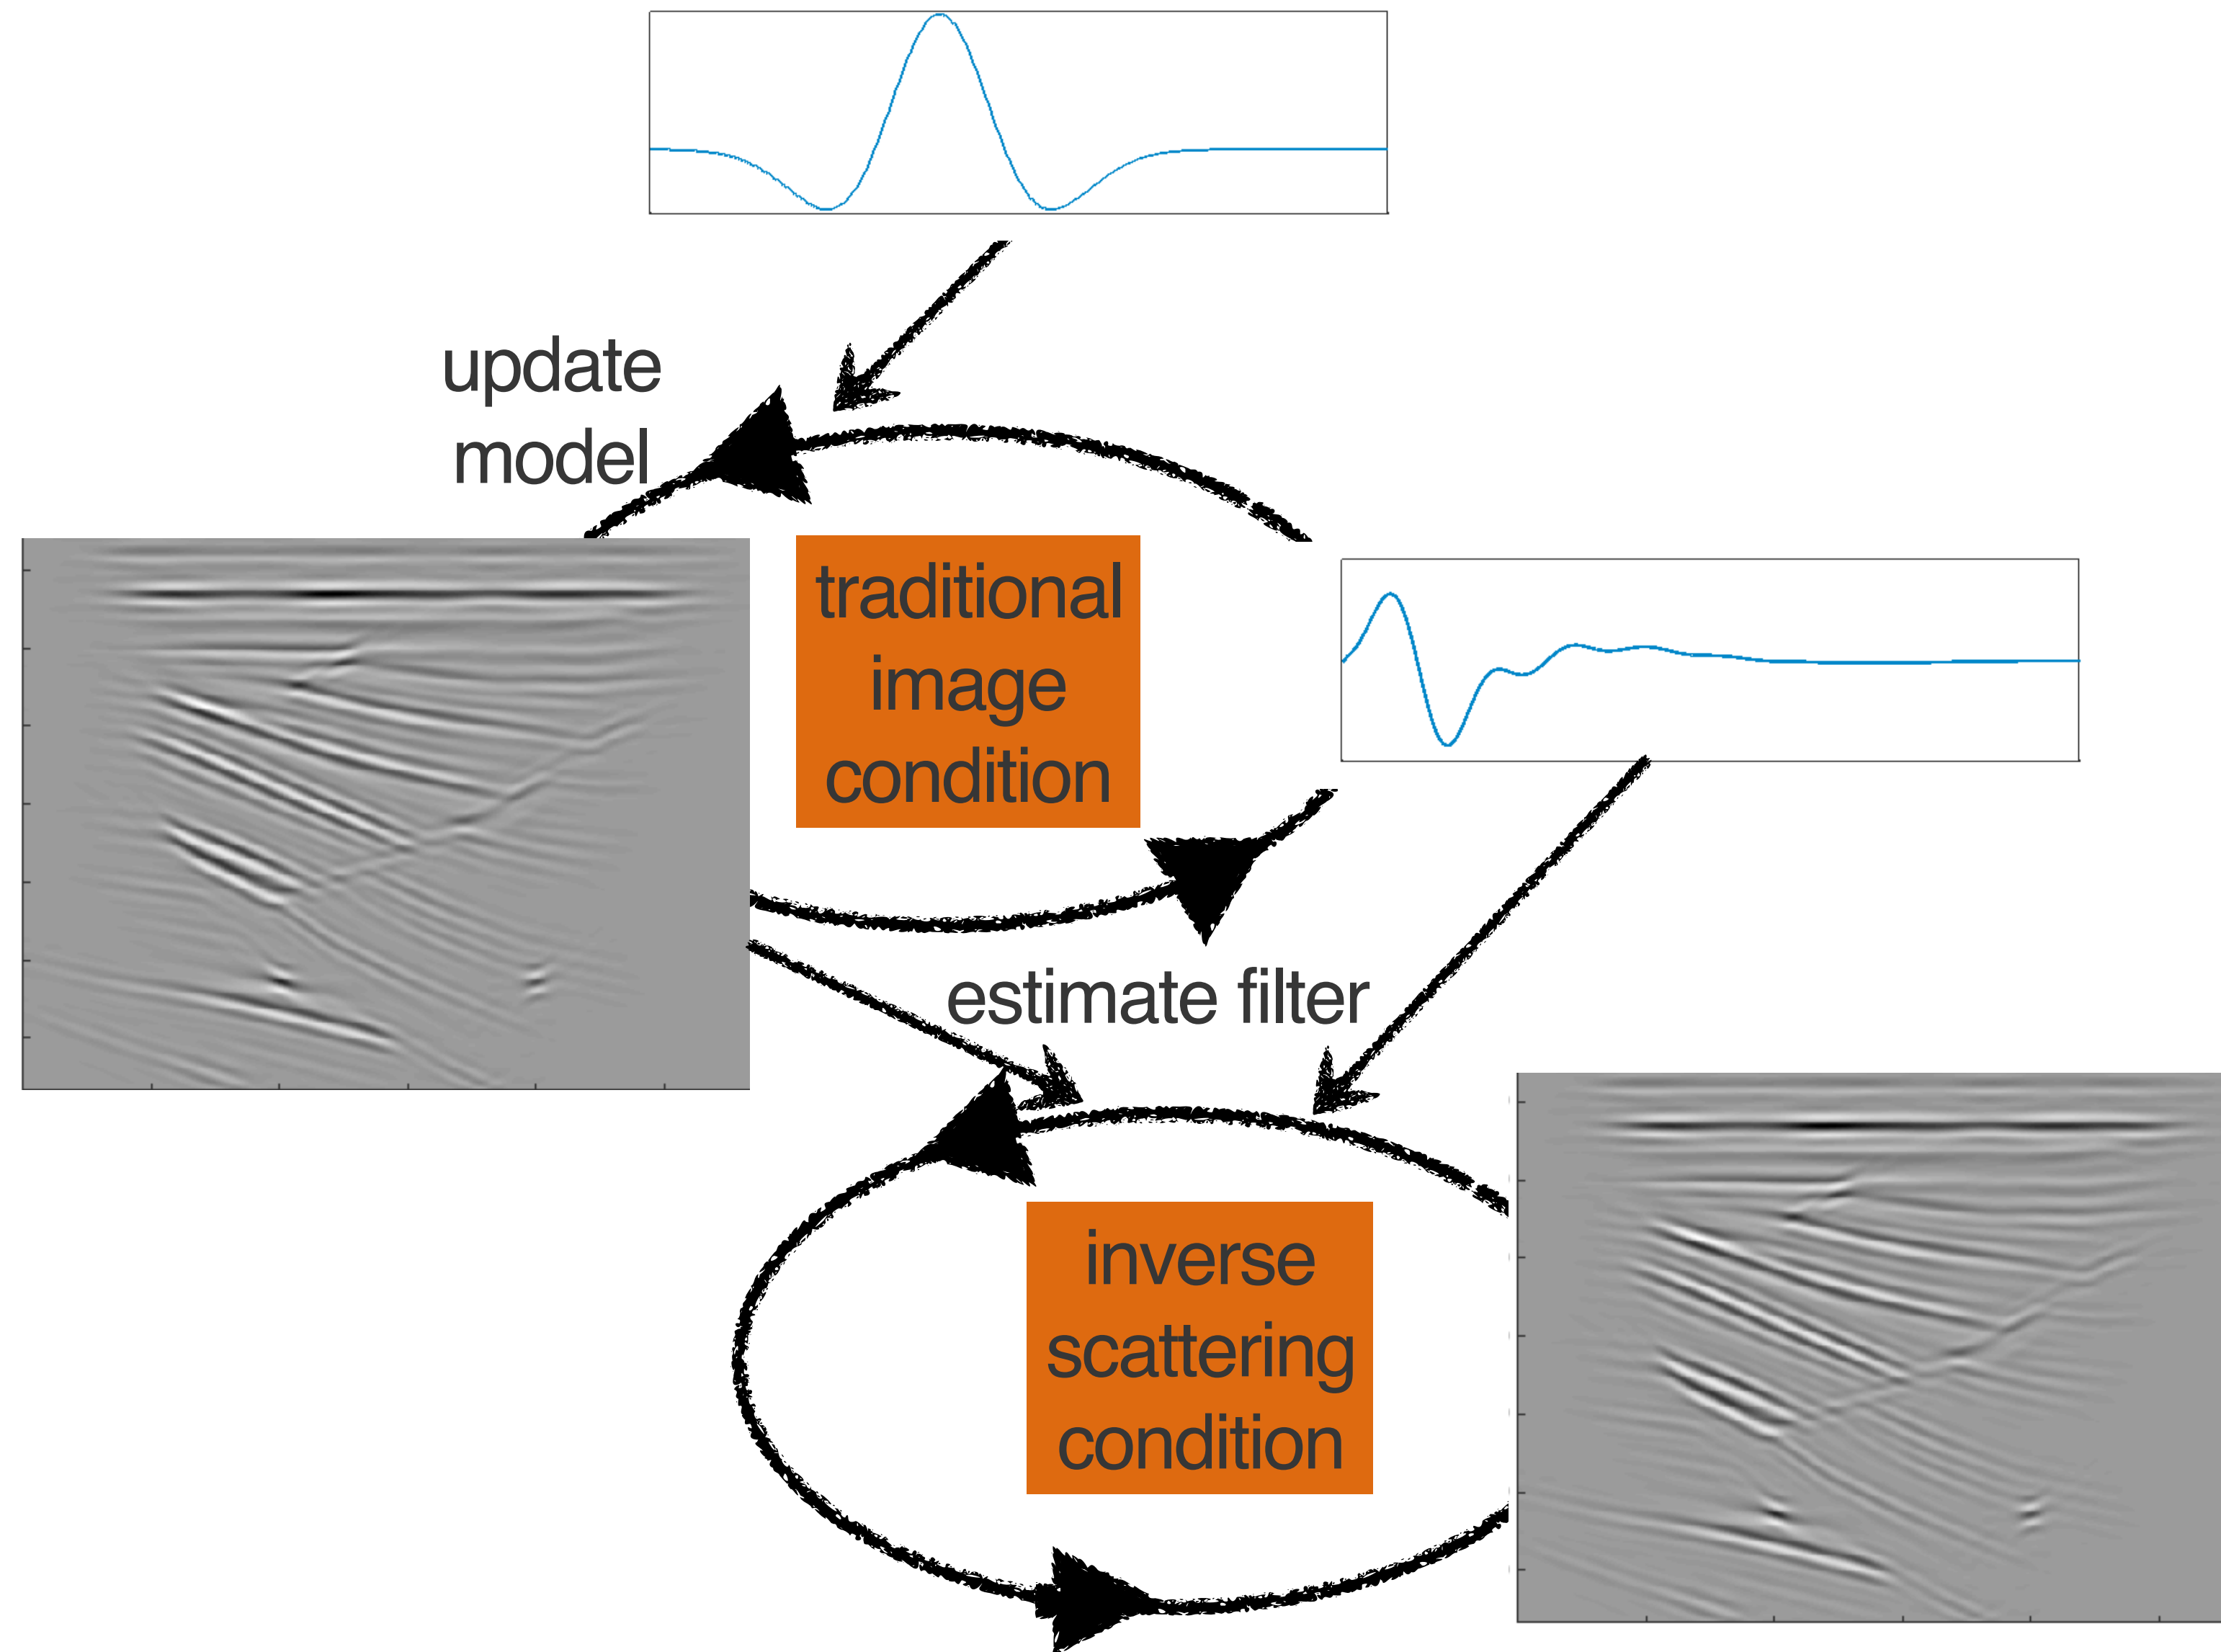 update
model
traditional
image
condition
estimate filter
inverse
scattering
condition